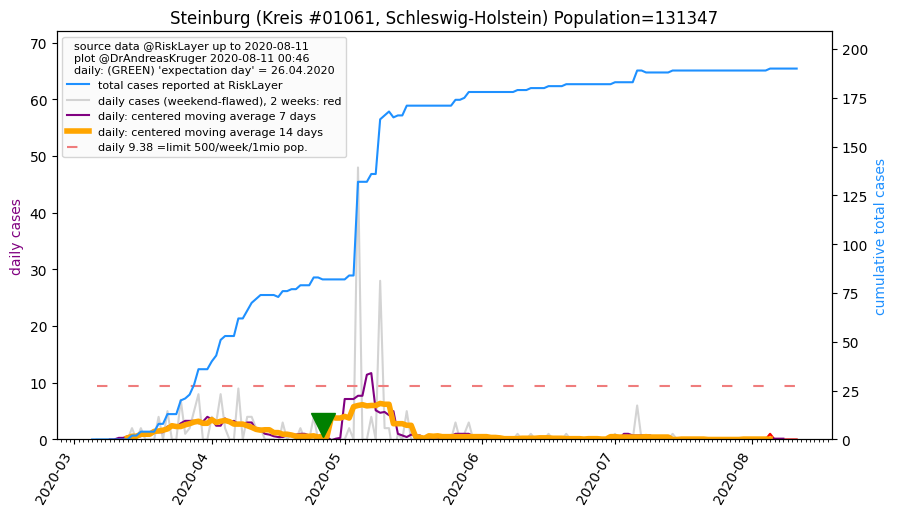 Steinburg (Kreis #01061, Schleswig-Holstein) Population=131347
source data @RiskLayer up to 2020-08-11
plot @DrAndreasKruger 2020-08-11 00:46
daily: (GREEN) 'expectation day' = 26.04.2020
total cases reported at RiskLayer
daily cases (weekend-flawed), 2 weeks: red
daily: centered moving average 7 days
daily: centered moving average 14 days
daily 9.38 =limit 500/week/1mio pop.
daily cases
70
60
50
40
30
20
10
0
cumulative total cases
200
175
150
125
100
75
50
25
0
2020-03
2020-04
2020-05
2020-06
2020-07
2020-08